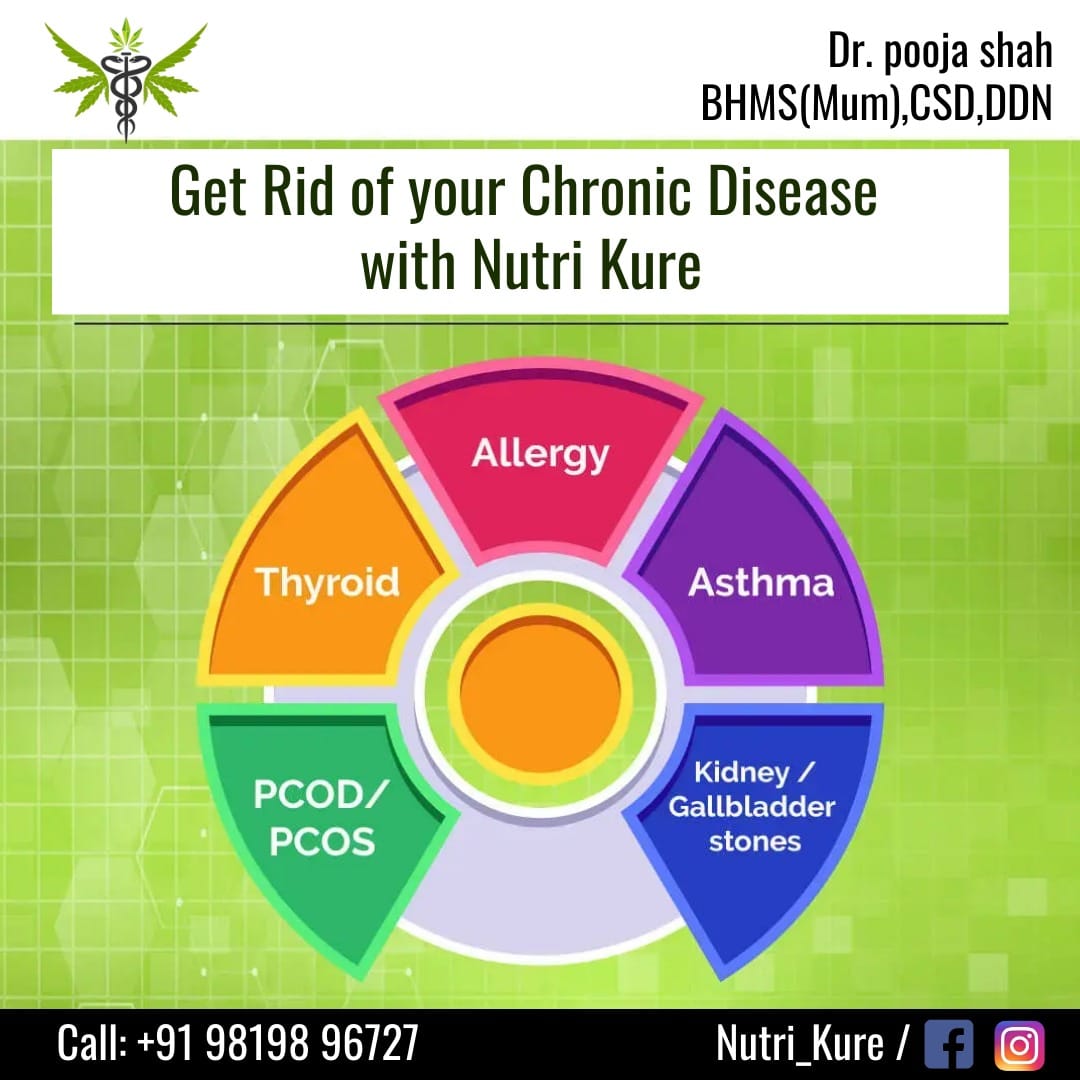 Dr. pooja shah
BHMS(Mum),CSD,DDN
Get Rid of your Chronic Disease
with Nutri Kure
Allergy
Thyroid
Asthma
PCOD/
PCOS
Kidney /
Gallbladder
stones
Call: +91 98198 96727
Nutri_Kure /